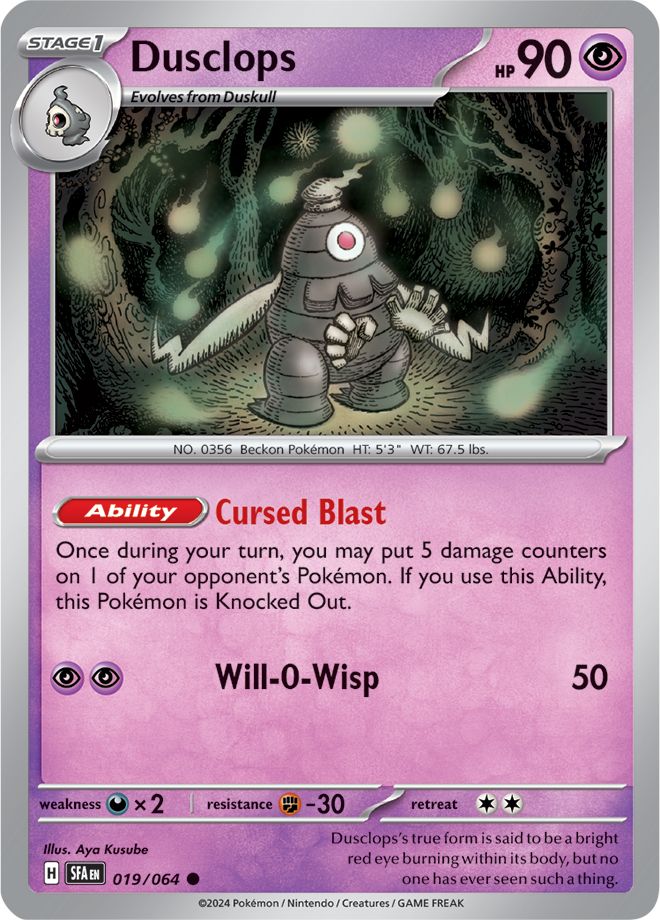 STAGE 1
Dusclops
HP 90
Evolves from Duskull
NO. 0356 Beckon Pokémon HT: 5'3" WT: 67.5 lbs.
Ability Cursed Blast
Once during your turn, you may put 5 damage counters
on 1 of your opponent's Pokémon. If you use this Ability,
this Pokémon is Knocked Out.
Will-O-Wisp 50
weakness ×2 resistance -30 retreat
Illus. Aya Kusube
H SFA EN 019/064
Dusclops's true form is said to be a bright
red eye burning within its body, but no
one has ever seen such a thing.
©2024 Pokémon / Nintendo / Creatures / GAME FREAK